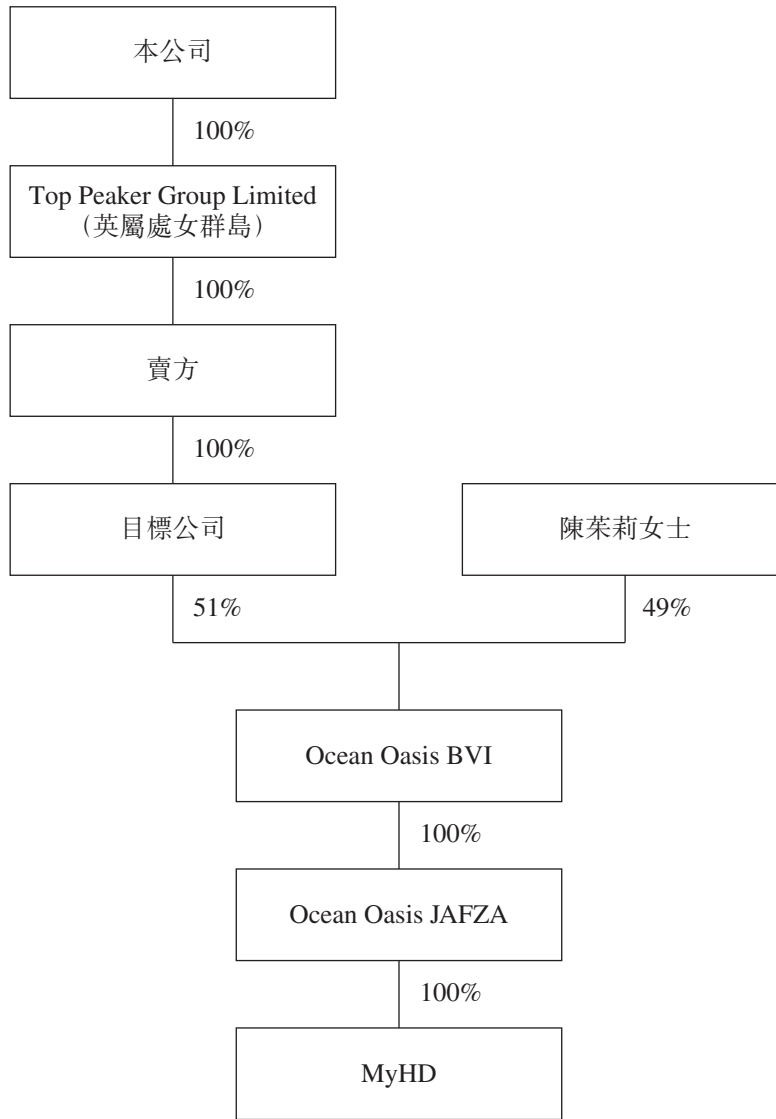 本公司
100%
Top Peaker Group Limited
（英屬處女群島）
100%
賣方
100%
目標公司
陳茱莉女士
51%
49%
Ocean Oasis BVI
100%
Ocean Oasis JAFZA
100%
MyHD